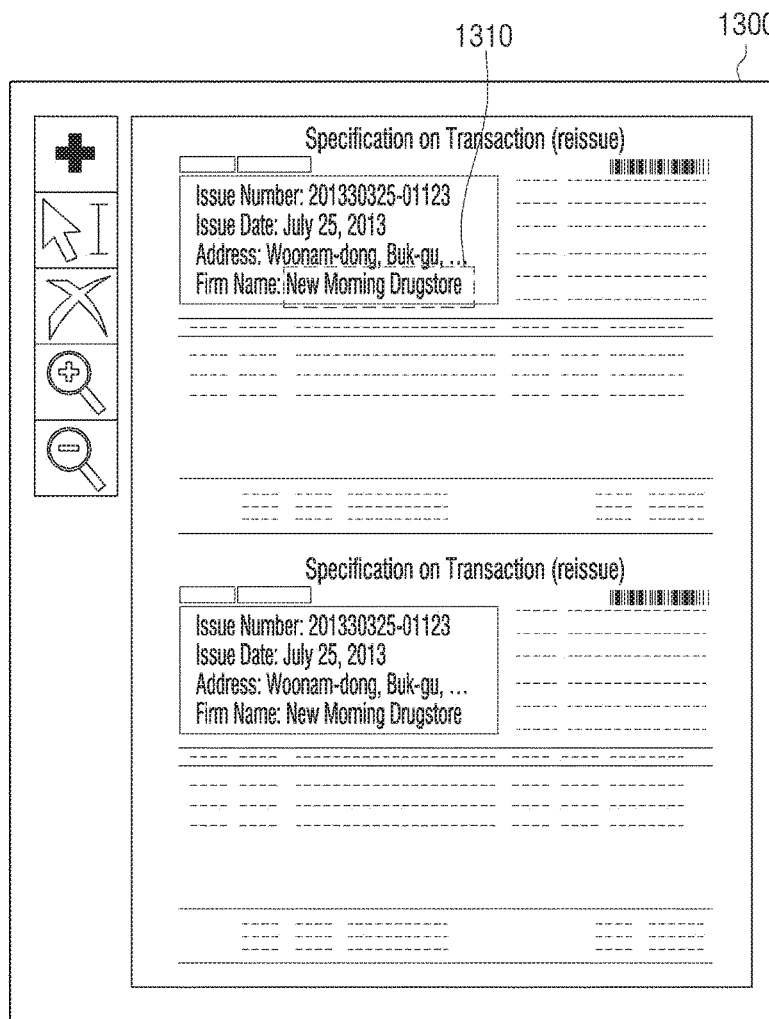 1310
1300
Specification on Transaction (reissue)
Issue Number: 201330325-01123
Issue Date: July 25, 2013
Address: Woonam-dong, Buk-gu, ...
Firm Name: New Morning Drugstore
Specification on Transaction (reissue)
Issue Number: 201330325-01123
Issue Date: July 25, 2013
Address: Woonam-dong, Buk-gu, ...
Firm Name: New Morning Drugstore